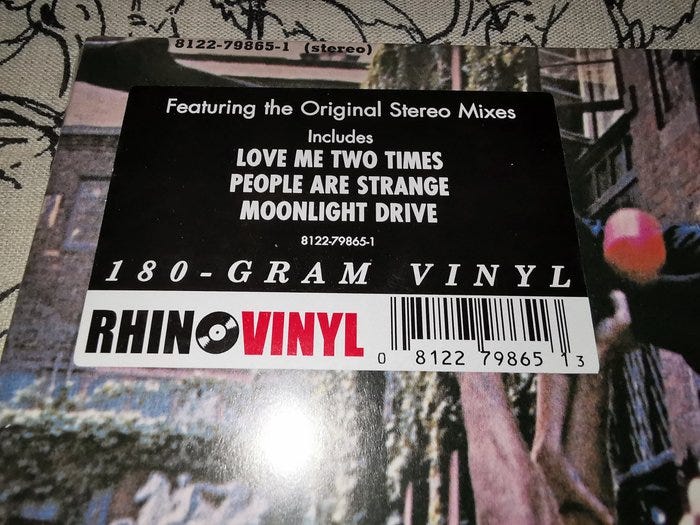 8122-79865-1 (stereo)
Featuring the Original Stereo Mixes
Includes
LOVE ME TWO TIMES
PEOPLE ARE STRANGE
MOONLIGHT DRIVE
8122-79865-1
180-GRAM VINYL
RHINO VINYL
0 8122 79865 1 3